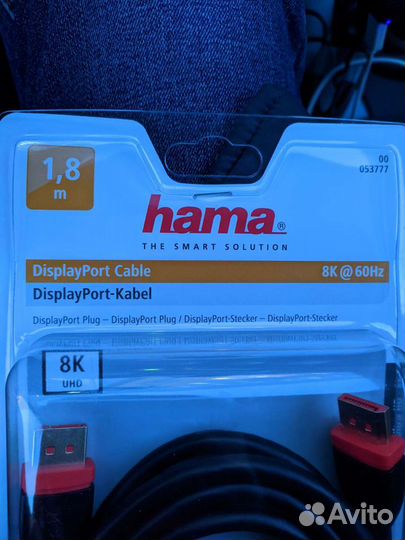 1,8
m
00
053777
hama®
THE SMART SOLUTION
DisplayPort Cable 8K @ 60Hz
DisplayPort-Kabel
DisplayPort Plug – DisplayPort Plug / DisplayPort-Stecker – DisplayPort-Stecker
8K
UHD
Avito